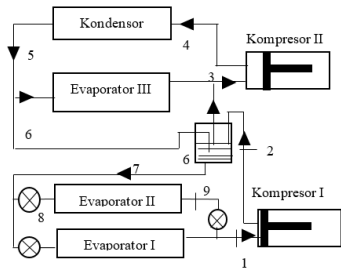 Kondensor
Kompresor II
4
5
3
Evaporator III
6
2
6
7
Kompresor I
Evaporator II
9
8
Evaporator I
1